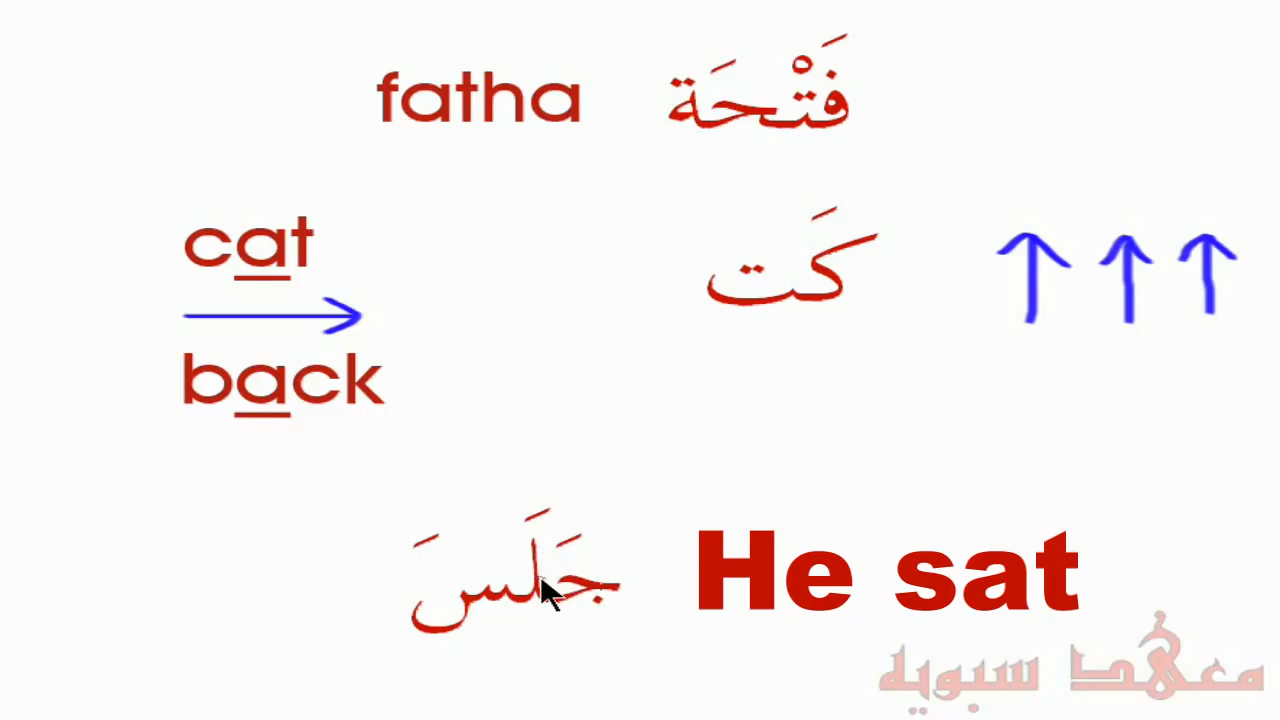 fatha فَتْحَة
cat كَت
back
جَلَسَ He sat
معهد سبويه